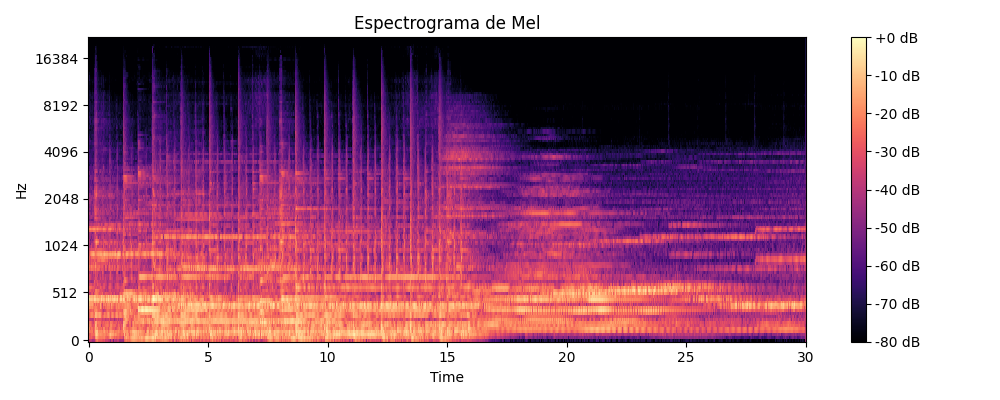 Espectrograma de Mel
Hz
16384
8192
4096
2048
1024
512
0
0 5 10 15 20 25 30
Time
+0 dB
-10 dB
-20 dB
-30 dB
-40 dB
-50 dB
-60 dB
-70 dB
-80 dB